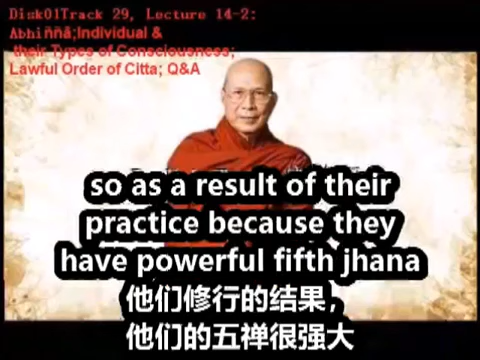 Disk01Track 29, Lecture 14-2:
Abhiññā;Individual &
their Types of Consciousness;
Lawful Order of Citta; Q&A
so as a result of their
practice because they
have powerful fifth jhana
他们修行的结果，
他们的五禅很强大